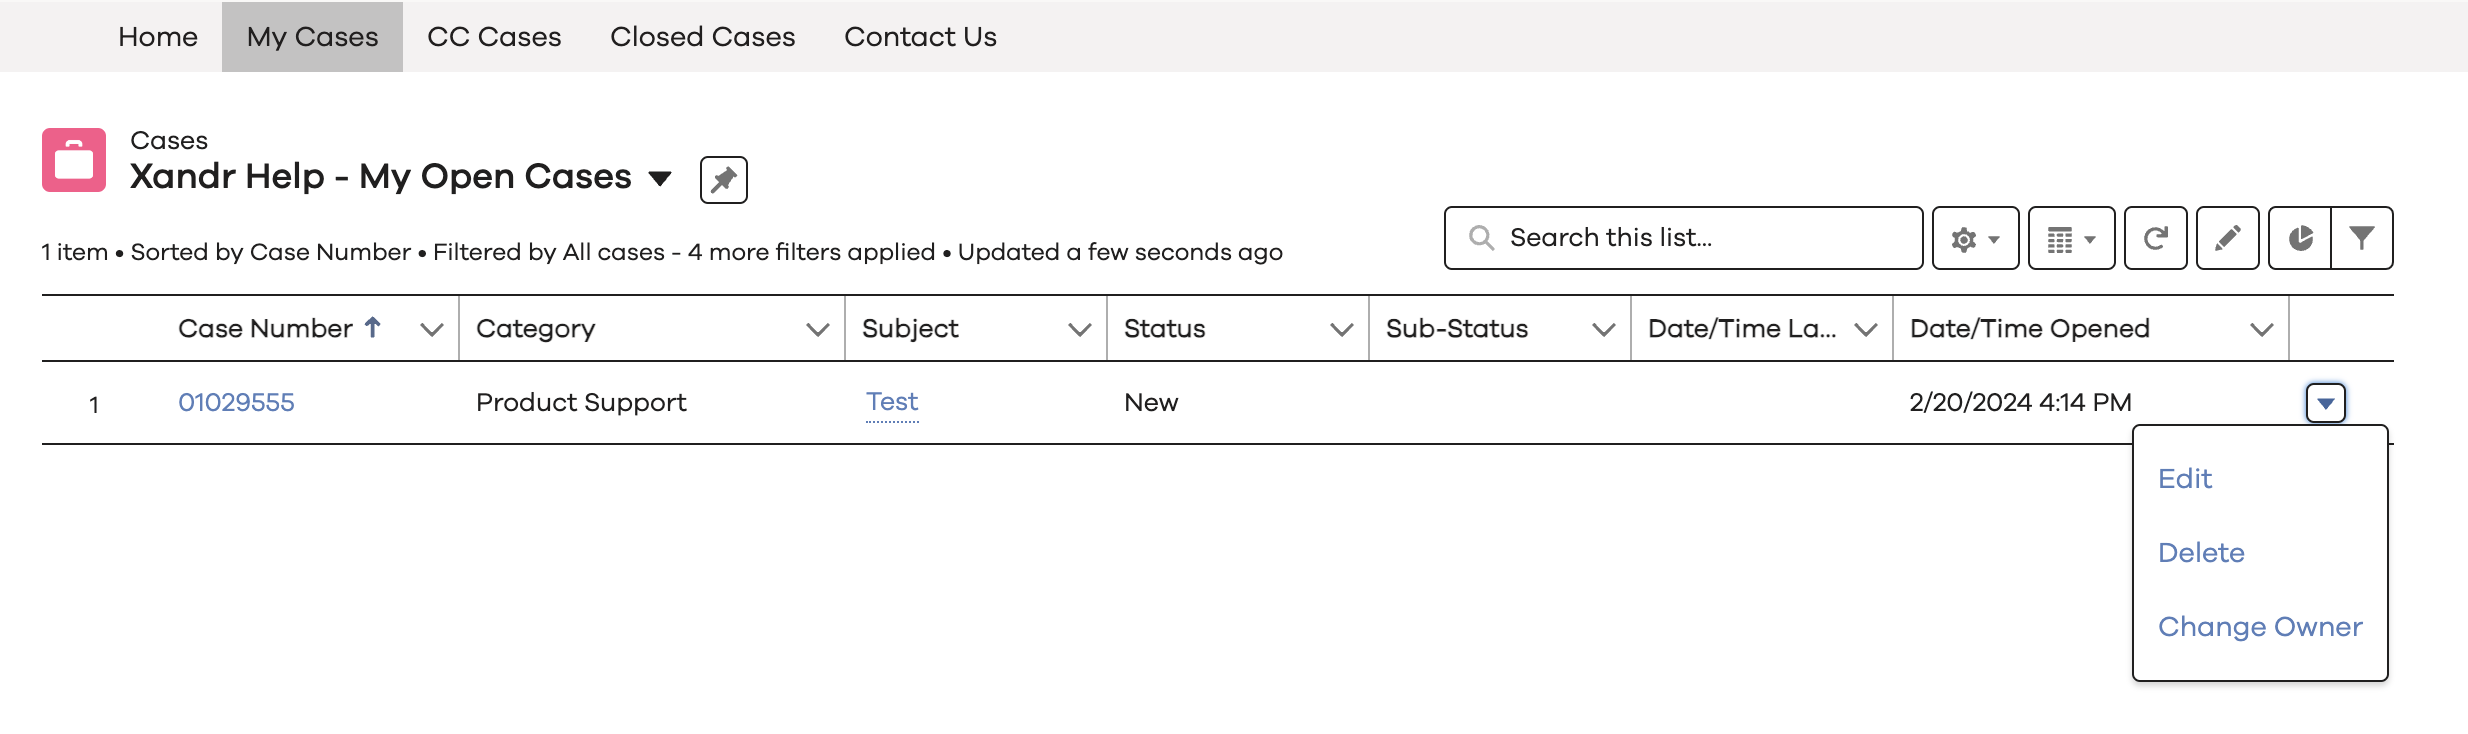 Home My Cases CC Cases Closed Cases Contact Us
Cases
Xandr Help - My Open Cases
1 item • Sorted by Case Number • Filtered by All cases - 4 more filters applied • Updated a few seconds ago
Search this list...
Case Number Category Subject Status Sub-Status Date/Time La... Date/Time Opened
1 01029555 Product Support Test New 2/20/2024 4:14 PM
Edit
Delete
Change Owner